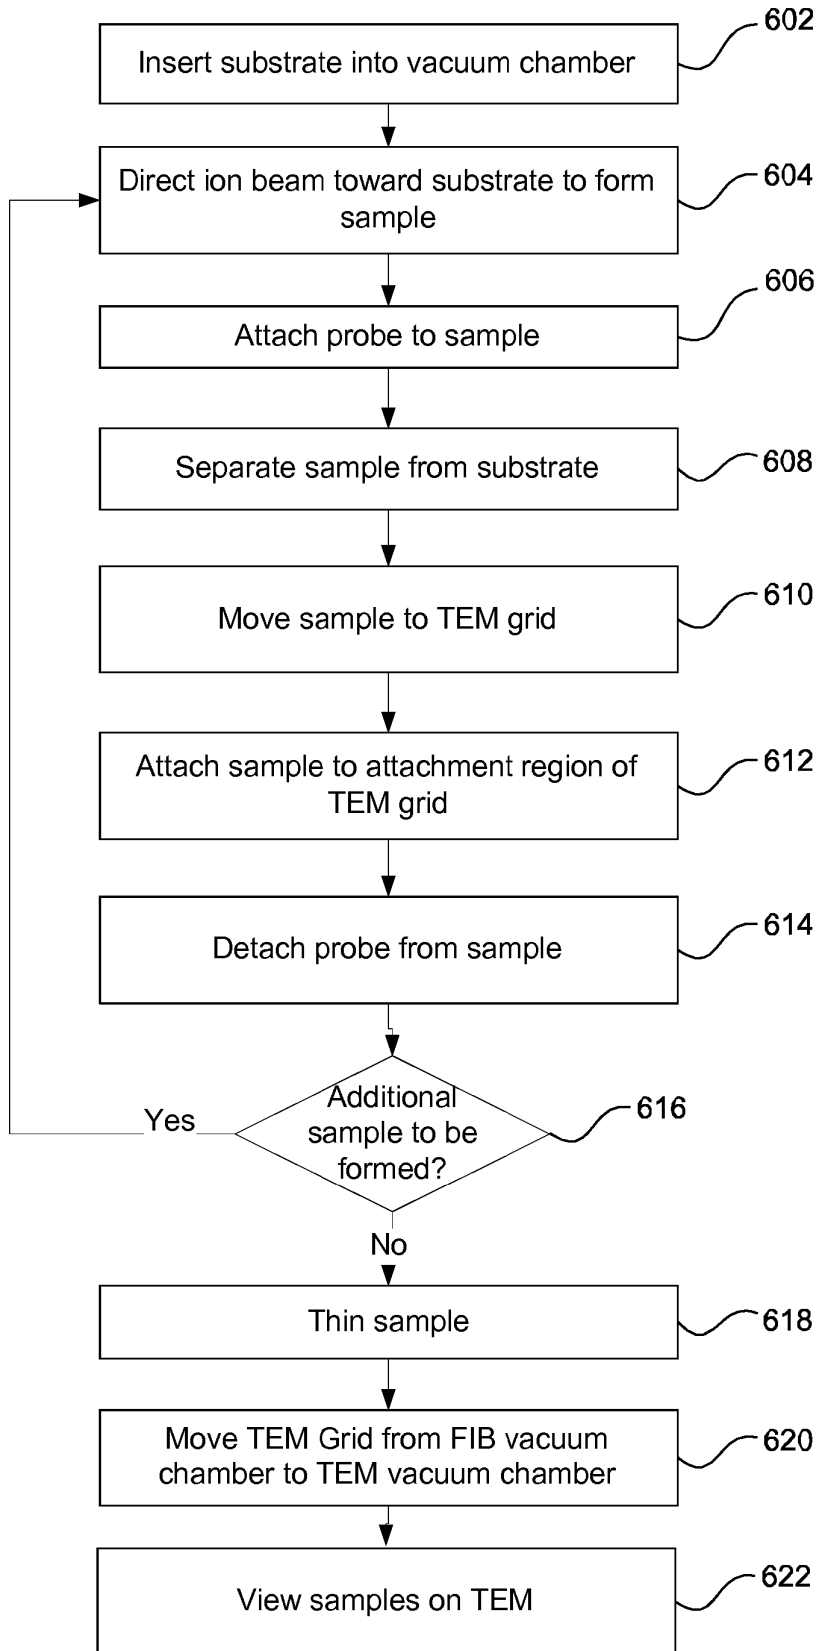 602
Insert substrate into vacuum chamber
Direct ion beam toward substrate to form
sample
604
606
Attach probe to sample
Separate sample from substrate
608
Move sample to TEM grid
610
Attach sample to attachment region of
TEM grid
612
Detach probe from sample
614
Additional
sample to be
formed?
616
Yes
No
Thin sample
618
Move TEM Grid from FIB vacuum
chamber to TEM vacuum chamber
620
View samples on TEM
622